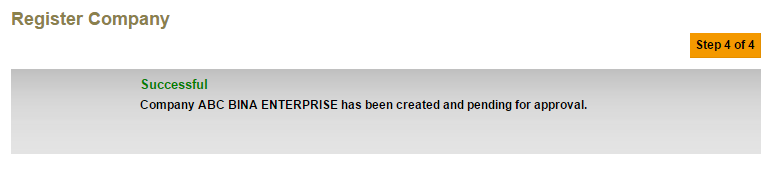 Register Company
Step 4 of 4
Successful
Company ABC BINA ENTERPRISE has been created and pending for approval.